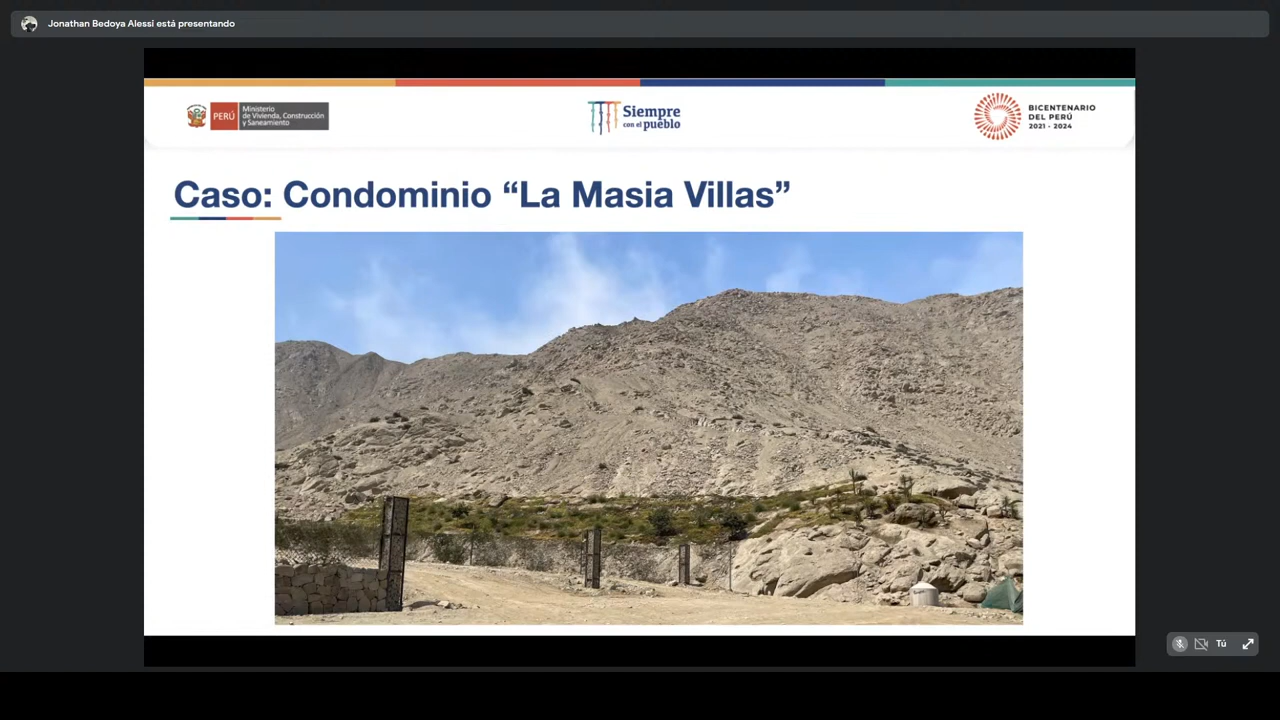 Jonathan Bedoya Alessi está presentando
PERÚ
Ministerio
de Vivienda, Construcción
y Saneamiento
Siempre
con el pueblo
BICENTENARIO
DEL PERÚ
2021 - 2024
Caso: Condominio “La Masia Villas”
Tú